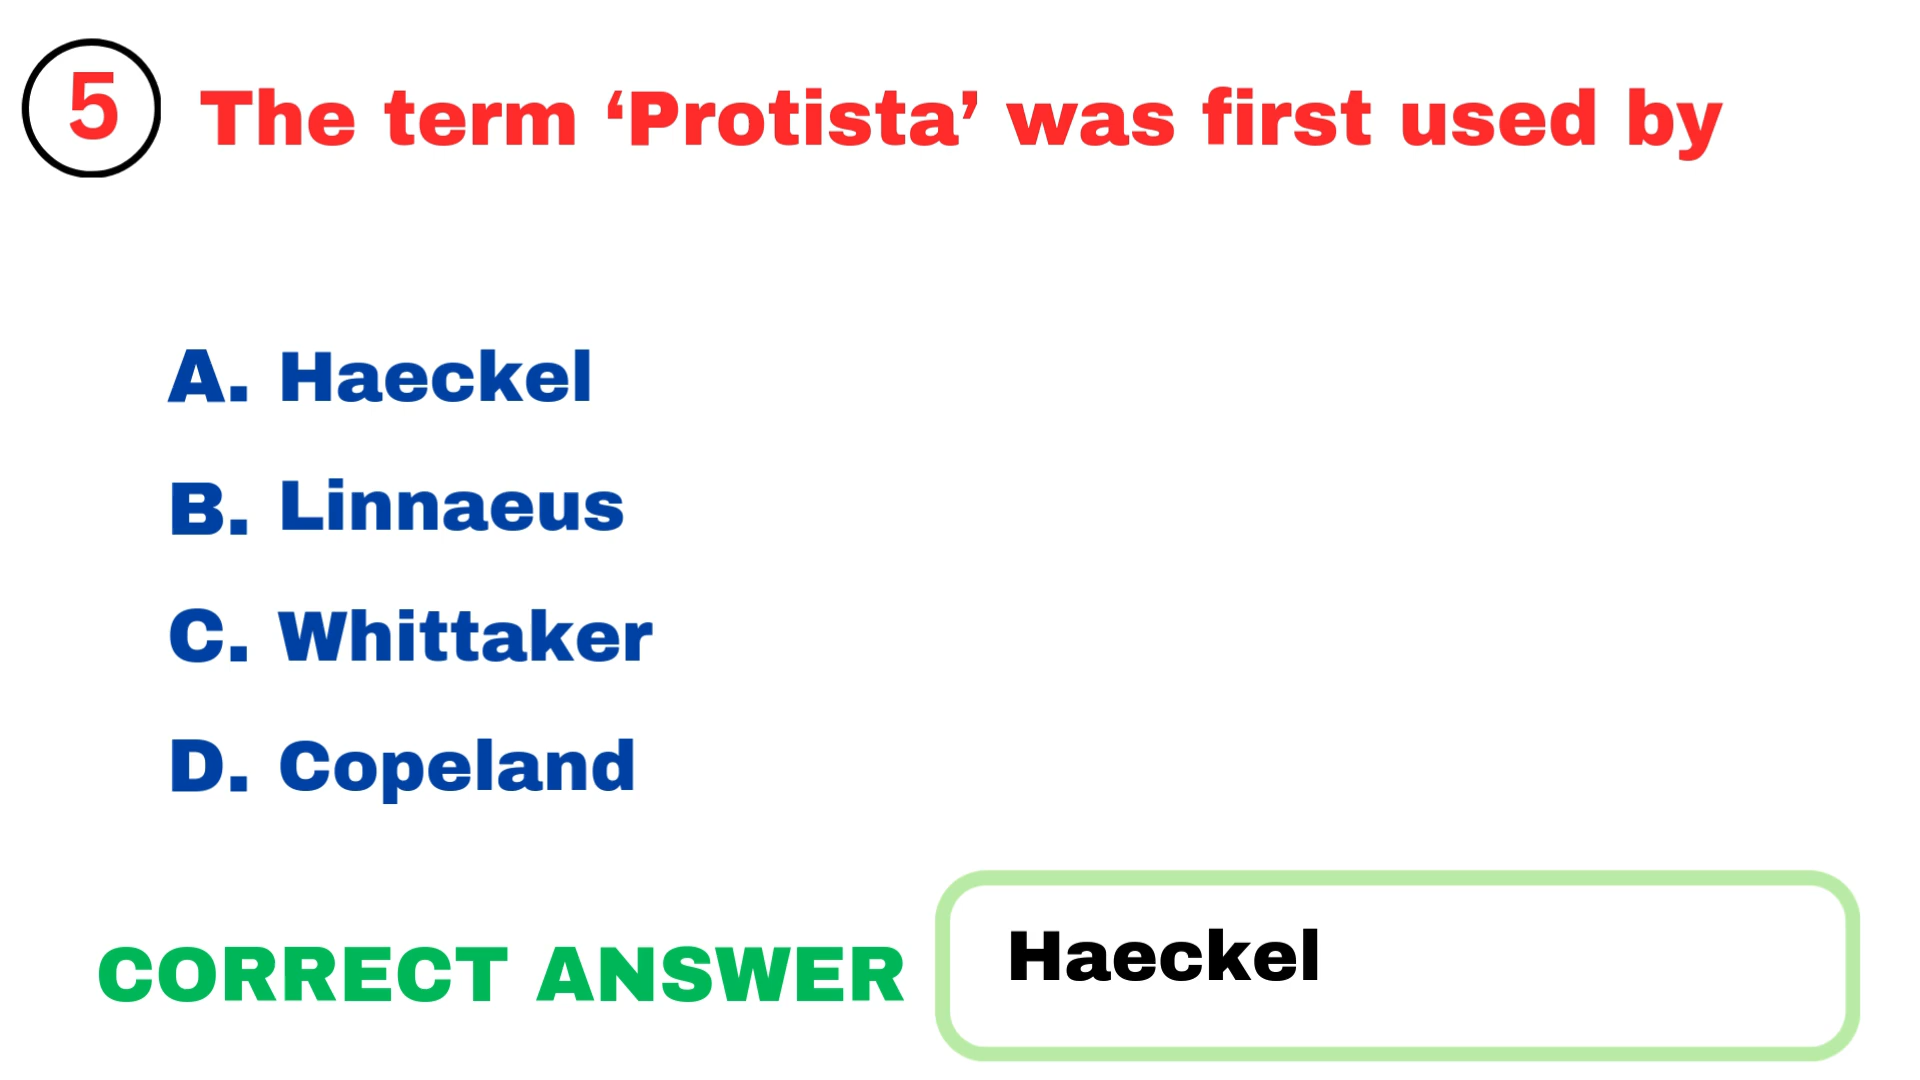 5 The term ‘Protista’ was first used by
A. Haeckel
B. Linnaeus
C. Whittaker
D. Copeland
CORRECT ANSWER Haeckel